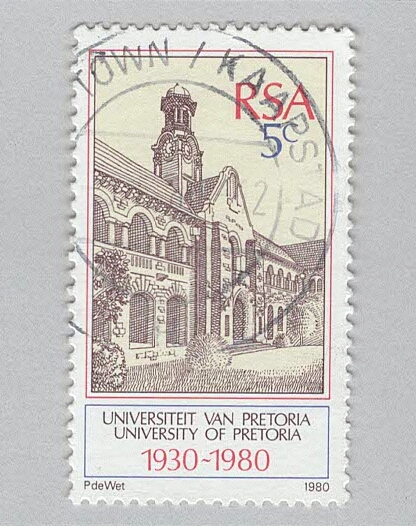 TOWN / KAAPSTAD
RSA
5c
UNIVERSITEIT VAN PRETORIA
UNIVERSITY OF PRETORIA
1930~1980
PdeWet
1980